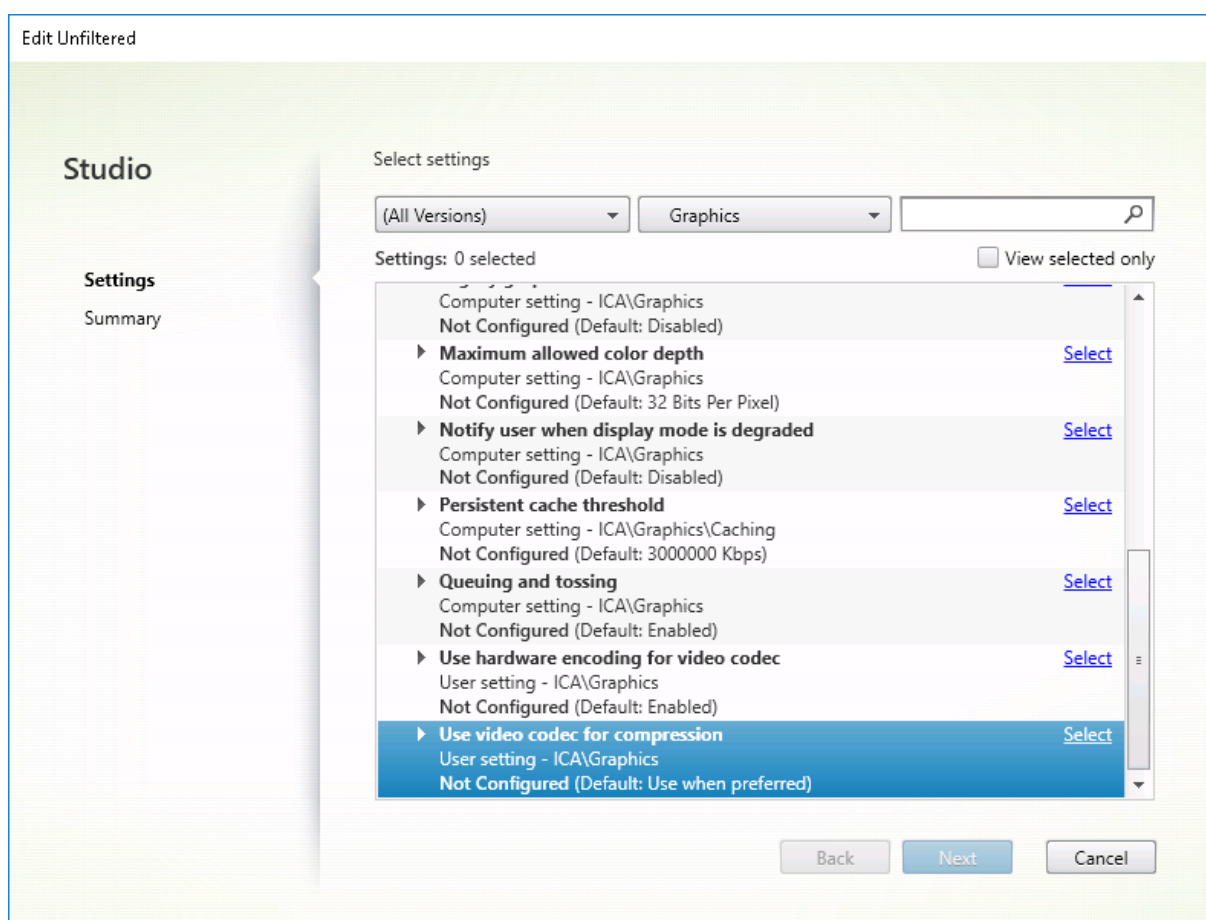 Edit Unfiltered
Studio
Settings
Summary
Select settings
(All Versions)
Graphics
Settings: 0 selected
View selected only
Computer setting - ICA\Graphics
Not Configured (Default: Disabled)
Maximum allowed color depth
Select
Computer setting - ICA\Graphics
Not Configured (Default: 32 Bits Per Pixel)
Notify user when display mode is degraded
Select
Computer setting - ICA\Graphics
Not Configured (Default: Disabled)
Persistent cache threshold
Select
Computer setting - ICA\Graphics\Caching
Not Configured (Default: 3000000 Kbps)
Queuing and tossing
Select
Computer setting - ICA\Graphics
Not Configured (Default: Enabled)
Use hardware encoding for video codec
Select
User setting - ICA\Graphics
Not Configured (Default: Enabled)
Use video codec for compression
Select
User setting - ICA\Graphics
Not Configured (Default: Use when preferred)
Back
Next
Cancel